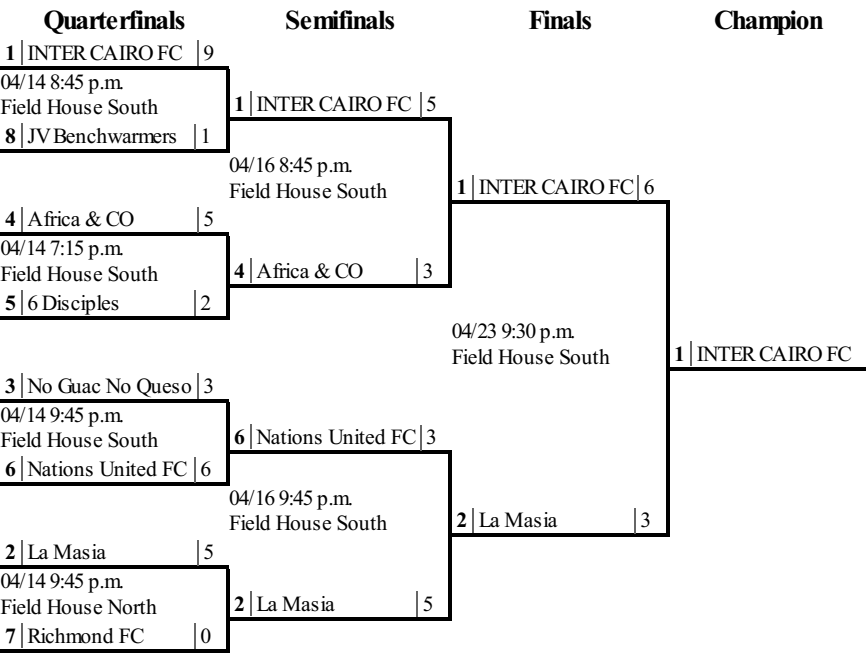 Quarterfinals Semifinals Finals Champion
1 INTER CAIRO FC 9
04/14 8:45 p.m.
Field House South
8 JV Benchwarmers 1
4 Africa & CO 5
04/14 7:15 p.m.
Field House South
5 6 Disciples 2
3 No Guac No Queso 3
04/14 9:45 p.m.
Field House South
6 Nations United FC 6
2 La Masia 5
04/14 9:45 p.m.
Field House North
7 Richmond FC 0
1 INTER CAIRO FC 5
04/16 8:45 p.m.
Field House South
4 Africa & CO 3
6 Nations United FC 3
04/16 9:45 p.m.
Field House South
2 La Masia 5
1 INTER CAIRO FC 6
04/23 9:30 p.m.
Field House South
2 La Masia 3
1 INTER CAIRO FC